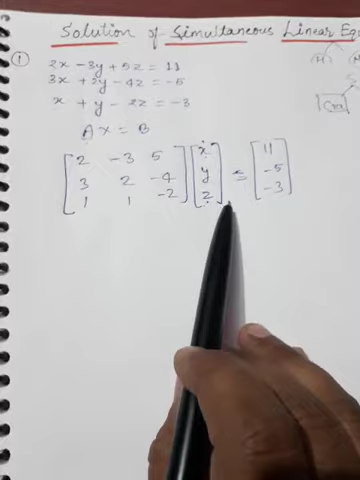 Solution of Simultaneous Linear Equ
① 2x - 3y + 5z = 11
3x + 2y - 4z = -5
x + y - 2z = -3
Ax = B
[2 -3 5] [x] = [11]
[3 2 -4] [y] [-5]
[1 1 -2] [z] [-3]